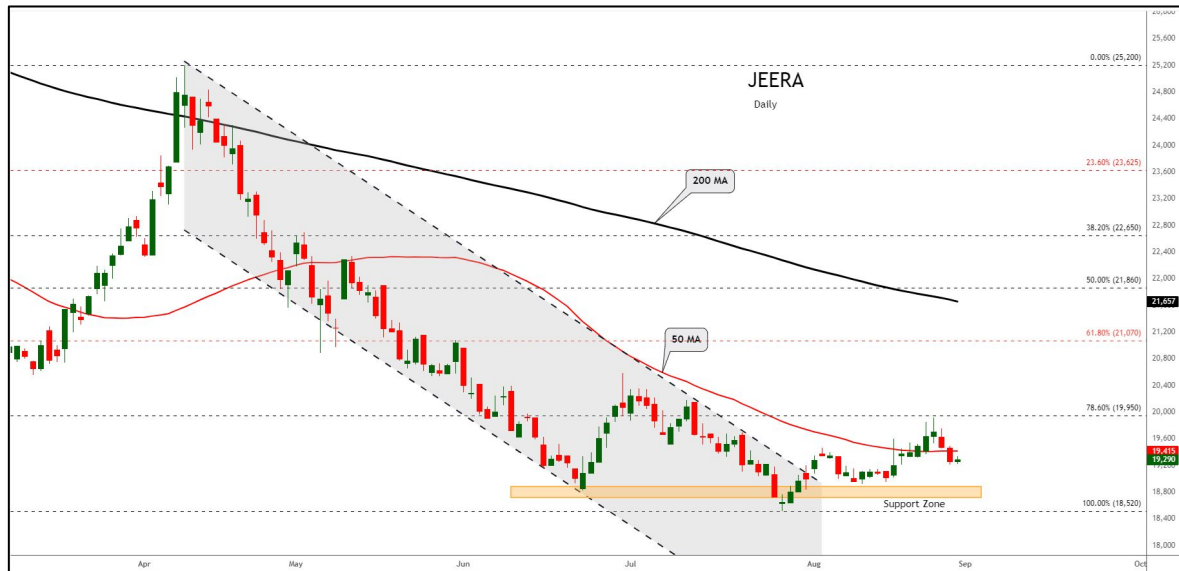 JEERA
Daily
0.00% (25,200)
23.60% (23,625)
200 MA
38.20% (22,650)
50.00% (21,860)
61.80% (21,070)
50 MA
78.60% (19,950)
Support Zone
100.00% (18,520)
25,600
25,200
24,800
24,400
24,000
23,600
23,200
22,800
22,400
22,000
21,657
21,200
20,800
20,400
20,000
19,600
19,415
19,290
19,200
18,800
18,400
18,000
Apr
May
Jun
Jul
Aug
Sep
Oct